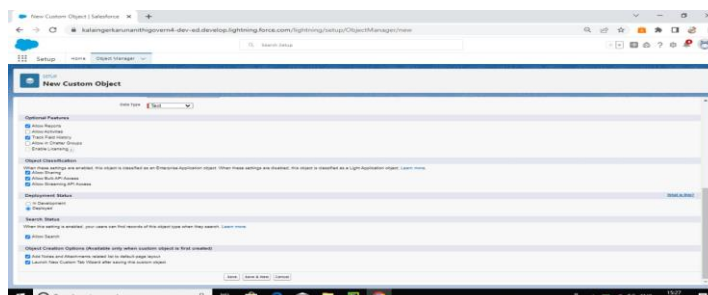 New Custom Object | Salesforce
kalaingerkarunanithigovern4-dev-ed.develop.lightning.force.com/lightning/setup/ObjectManager/new
Search Setup
Setup Home Object Manager
SETUP
New Custom Object
Data Type Text
Optional Features
Allow Reports
Allow Activities
Track Field History
Allow in Chatter Groups
Enable Licensing
Object Classification
When these settings are enabled, this object is classified as an Enterprise Application object. When these settings are disabled, this object is classified as a Light Application object. Learn more.
Allow Sharing
Allow Bulk API Access
Allow Streaming API Access
Deployment Status What is this?
In Development
Deployed
Search Status
When this setting is enabled, your users can find records of this object type when they search. Learn more.
Allow Search
Object Creation Options (Available only when custom object is first created)
Add Notes and Attachments related list to default page layout
Launch New Custom Tab Wizard after saving this custom object
Save Save & New Cancel
15:27